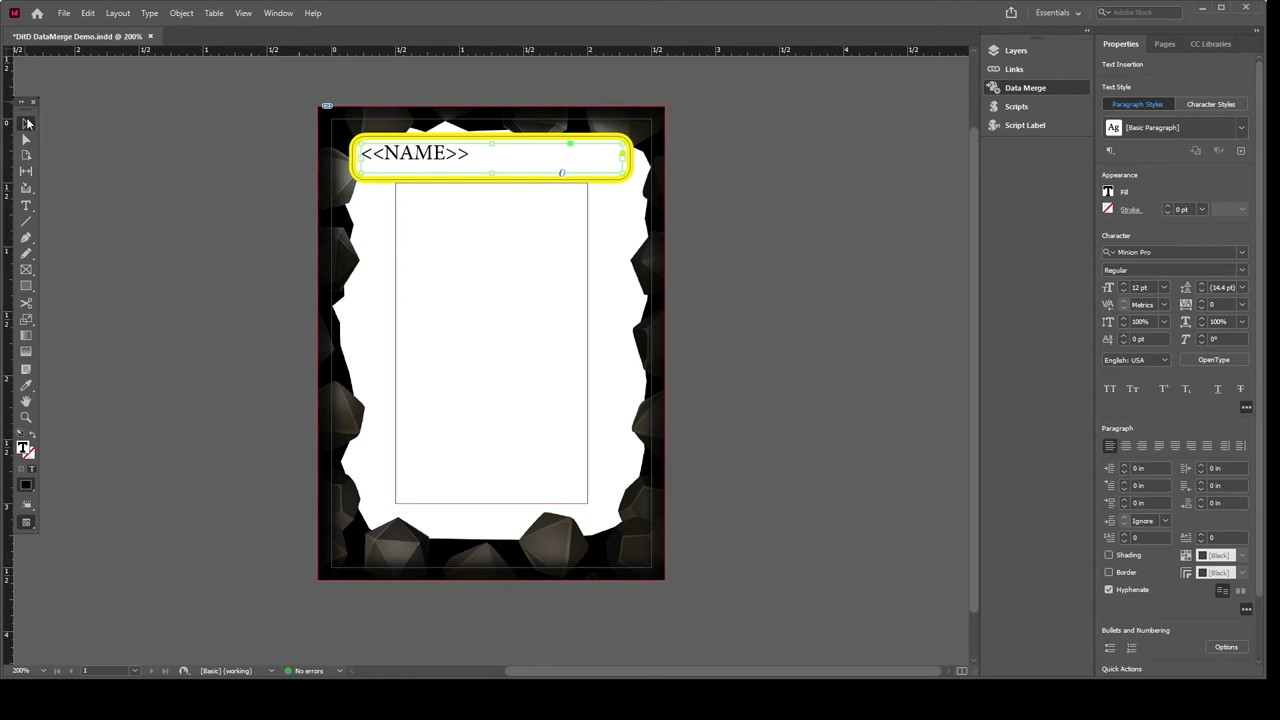 File Edit Layout Type Object Table View Window Help
Essentials
Adobe Stock
*DitD DataMerge Demo.indd @ 200%
Layers
Links
Data Merge
Scripts
Script Label
Properties Pages CC Libraries
Text Insertion
Text Style
Paragraph Styles Character Styles
Ag [Basic Paragraph]
Appearance
Fill
Stroke 0 pt
Character
Minion Pro
Regular
12 pt (14.4 pt)
Metrics 0
100% 100%
0 pt 0°
English: USA OpenType
Paragraph
0 in 0 in
0 in 0 in
0 in 0 in
Ignore
0 0
Shading [Black]
Border [Black]
Hyphenate
Bullets and Numbering
Options
Quick Actions
<<NAME>>
200% 1 [Basic] (working) No errors